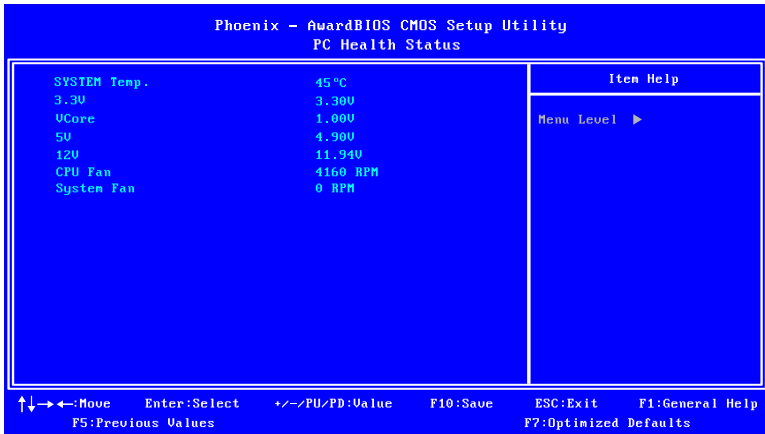 Phoenix - AwardBIOS CMOS Setup Utility
PC Health Status
SYSTEM Temp. 45°C
3.3V 3.30V
VCore 1.00V
5V 4.90V
12V 11.94V
CPU Fan 4160 RPM
System Fan 0 RPM
Item Help
Menu Level ▶
↑↓→←:Move Enter:Select +/-/PU/PD:Value F10:Save ESC:Exit F1:General Help
F5:Previous Values F7:Optimized Defaults